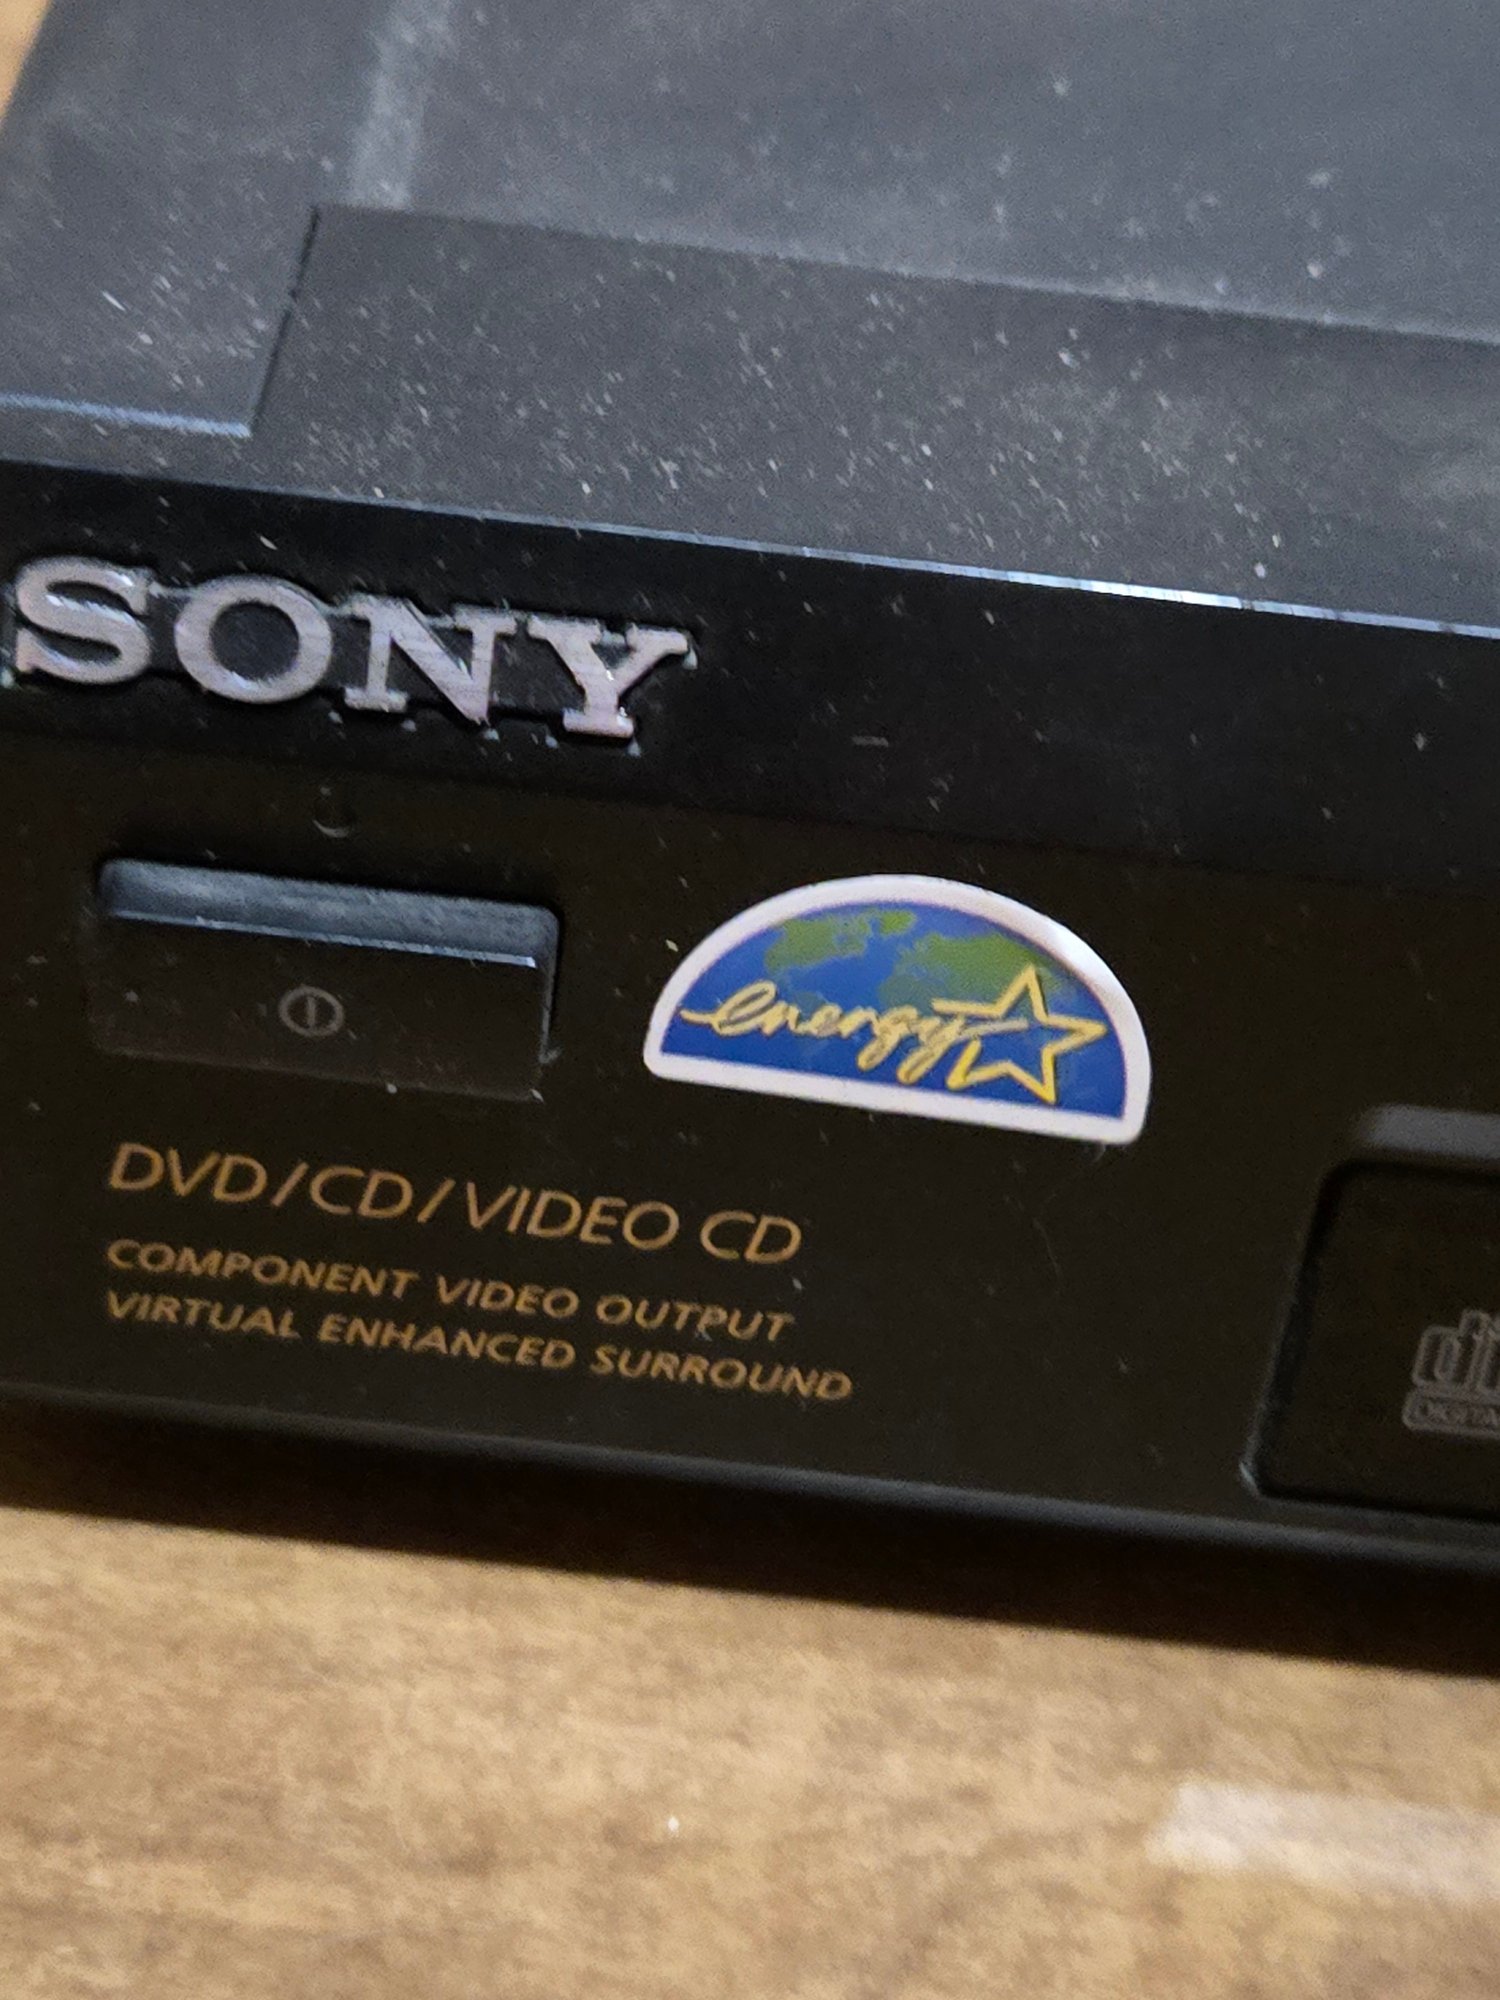 SONY
energy
DVD/CD/VIDEO CD
COMPONENT VIDEO OUTPUT
VIRTUAL ENHANCED SURROUND